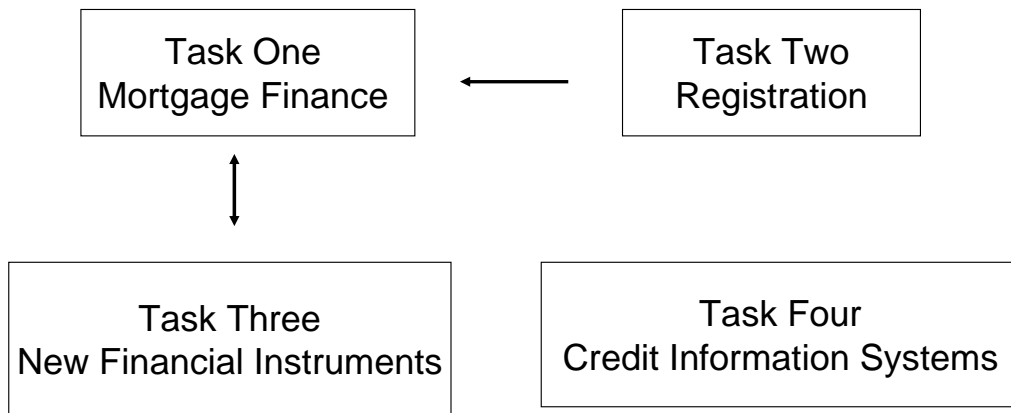 Task One
Mortgage Finance
Task Two
Registration
Task Three
New Financial Instruments
Task Four
Credit Information Systems